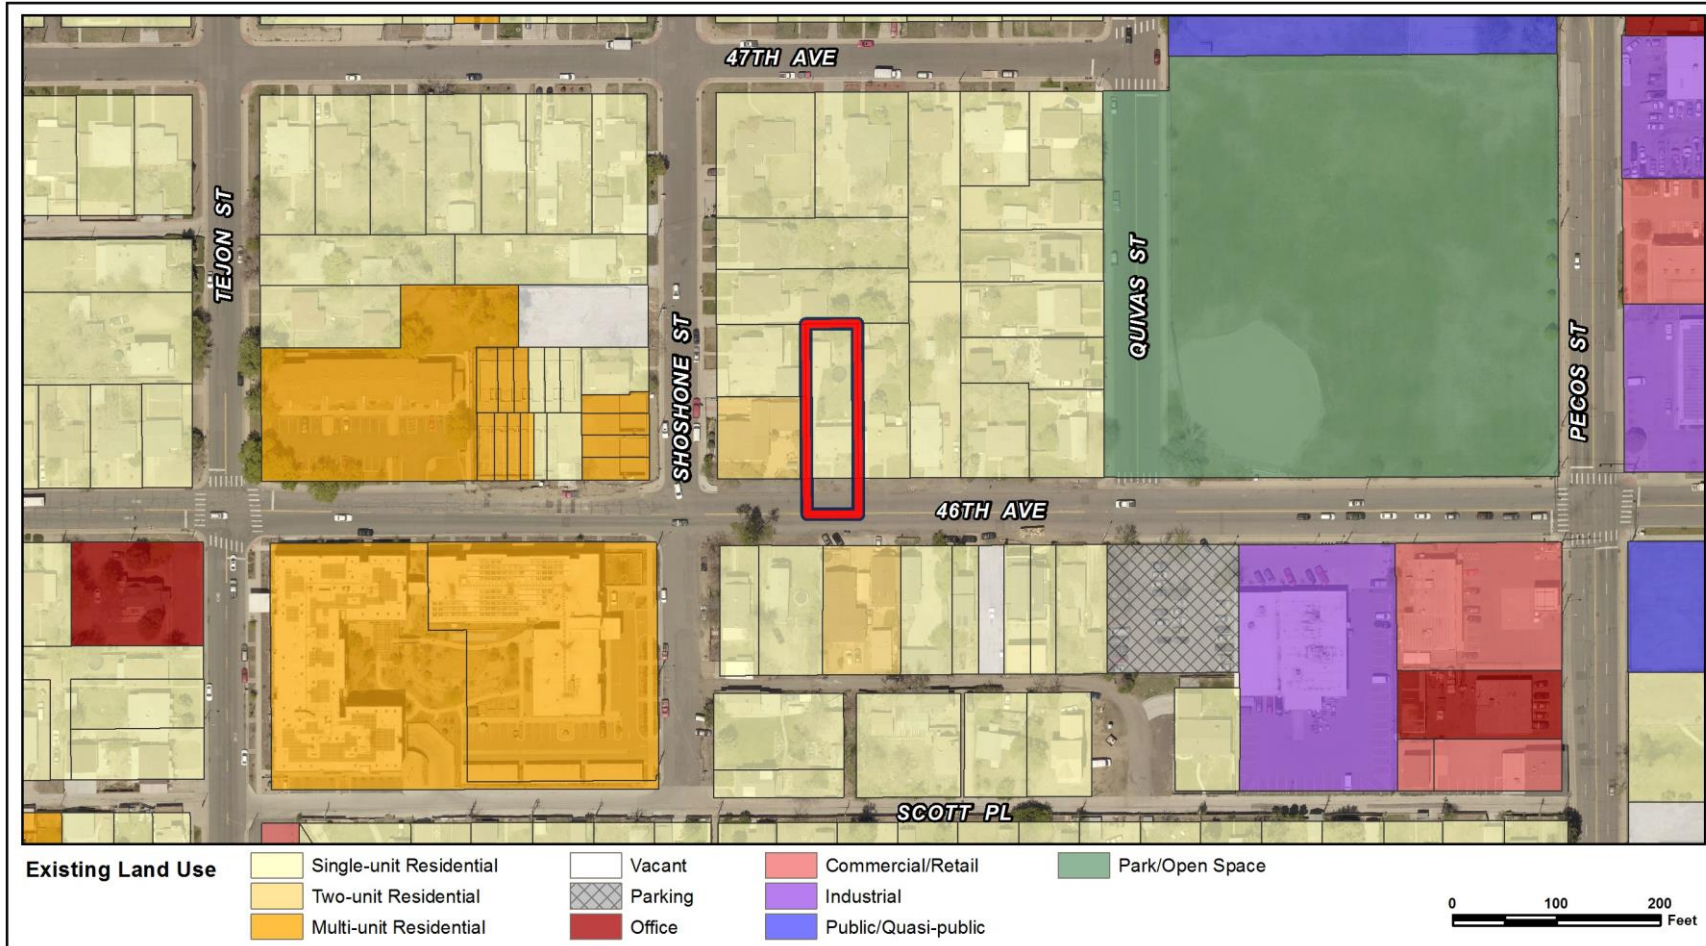 47TH AVE
TEJON ST
SHOSHONE ST
QUIVAS ST
PECOS ST
46TH AVE
SCOTT PL
Existing Land Use
Single-unit Residential
Two-unit Residential
Multi-unit Residential
Vacant
Parking
Office
Commercial/Retail
Industrial
Public/Quasi-public
Park/Open Space
0 100 200
Feet